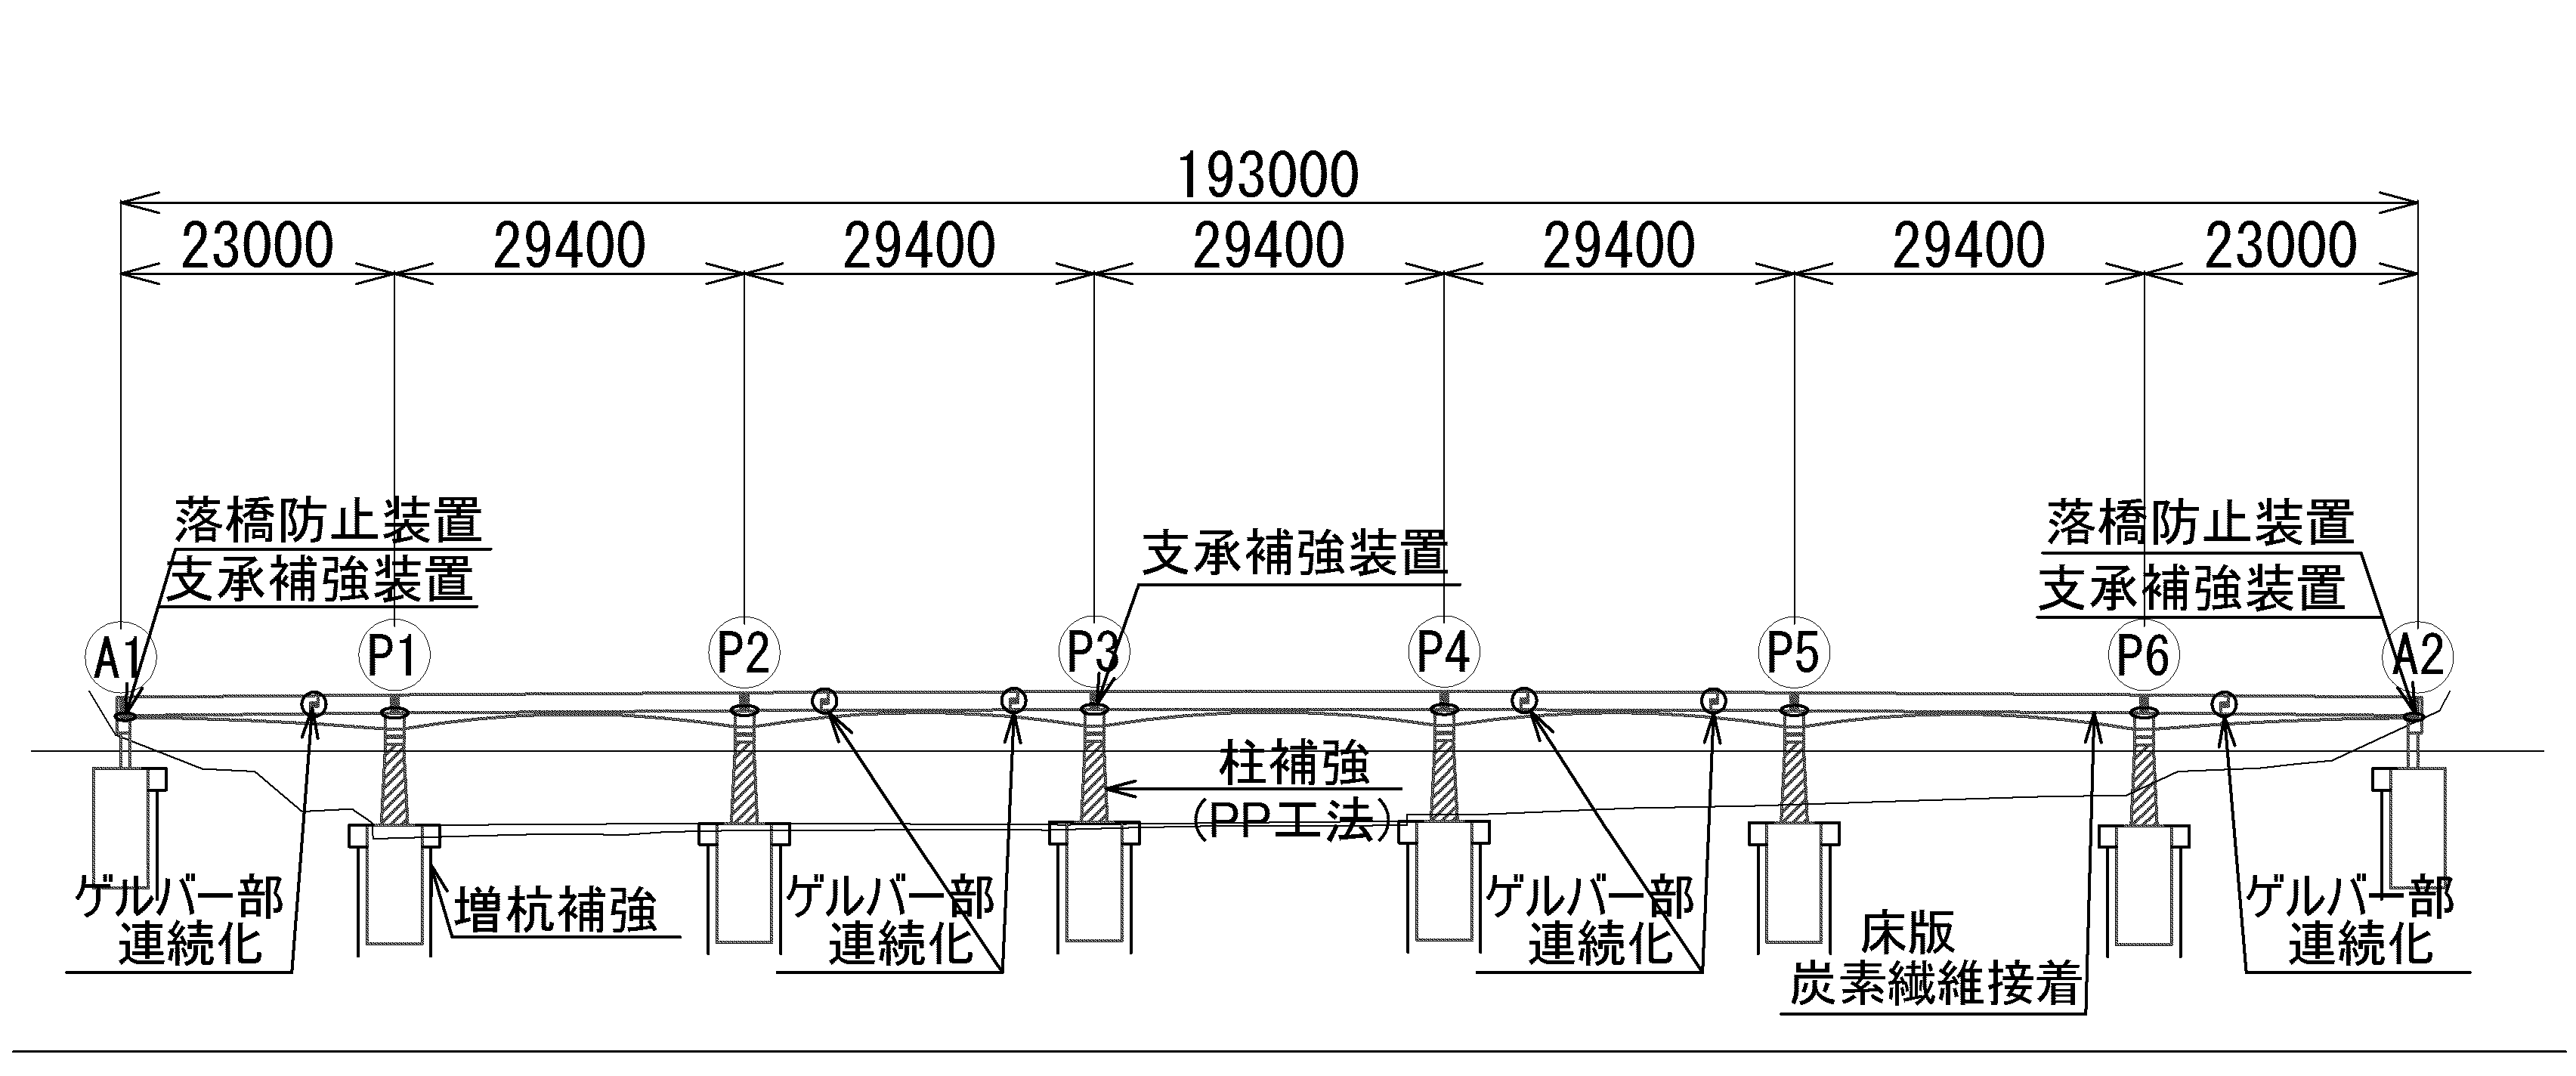 193000
23000
29400
29400
29400
29400
29400
23000
落橋防止装置
支承補強装置
支承補強装置
落橋防止装置
支承補強装置
A1
P1
P2
P3
P4
P5
P6
A2
柱補強
(PP工法)
ゲルバー部
連続化
増杭補強
ゲルバー部
連続化
ゲルバー部
連続化
床版
炭素繊維接着
ゲルバー部
連続化